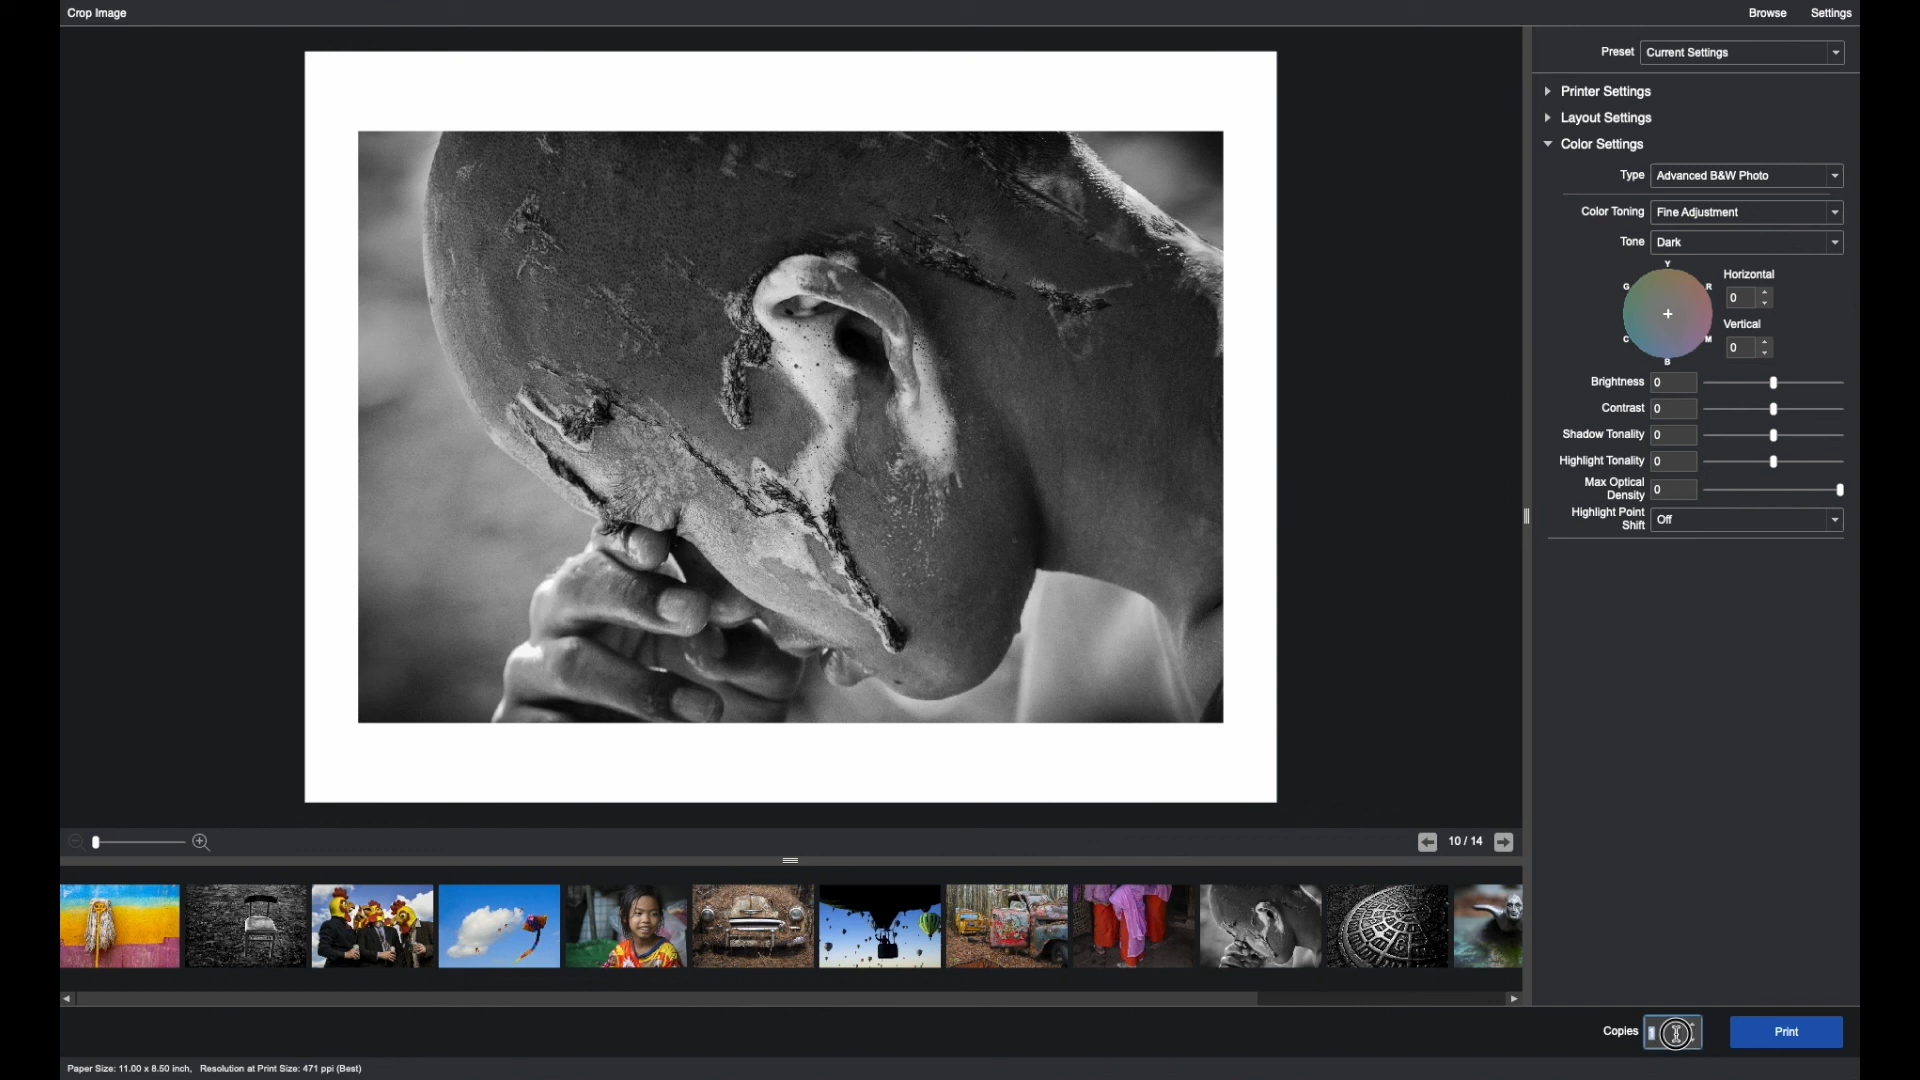 Crop Image
Browse Settings
Preset Current Settings
Printer Settings
Layout Settings
Color Settings
Type Advanced B&W Photo
Color Toning Fine Adjustment
Tone Dark
Y
G R
C M
B
Horizontal
0
Vertical
0
Brightness 0
Contrast 0
Shadow Tonality 0
Highlight Tonality 0
Max Optical
Density 0
Highlight Point
Shift Off
10 / 14
Copies 1
Print
Paper Size: 11.00 x 8.50 inch, Resolution at Print Size: 471 ppi (Best)